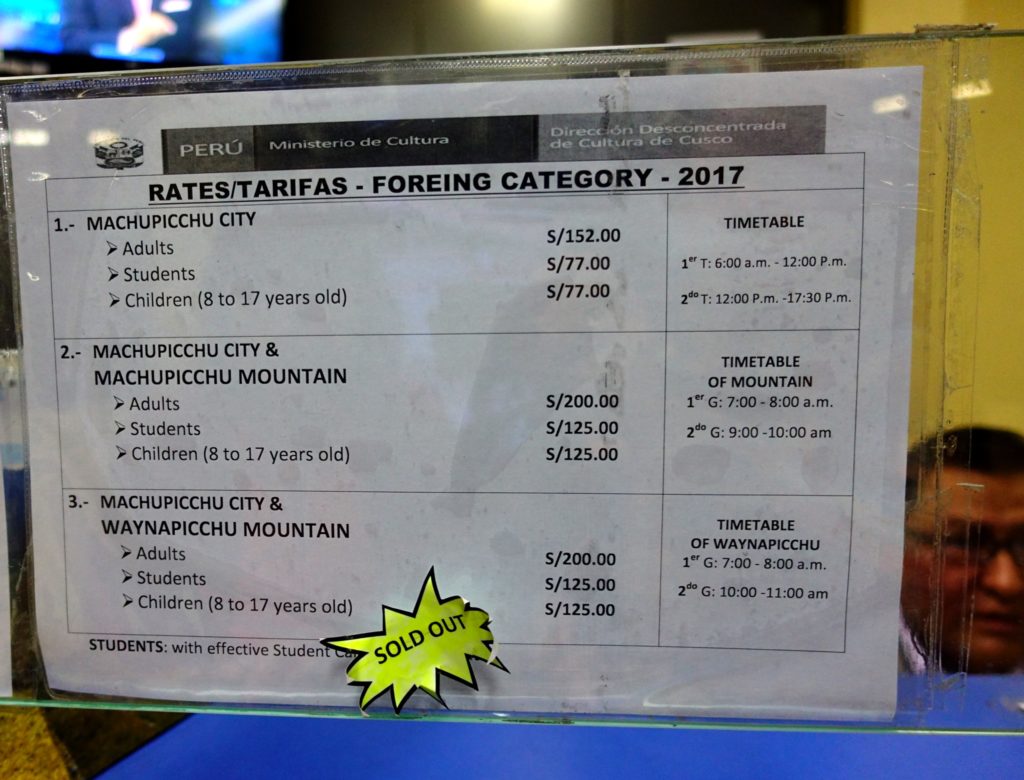 PERÚ Ministerio de Cultura Dirección Desconcentrada
de Cultura de Cusco
RATES/TARIFAS - FOREING CATEGORY - 2017
1.- MACHUPICCHU CITY
Adults S/152.00
Students S/77.00
Children (8 to 17 years old) S/77.00
TIMETABLE
1er T: 6:00 a.m. - 12:00 P.m.
2do T: 12:00 P.m. -17:30 P.m.
2.- MACHUPICCHU CITY &
MACHUPICCHU MOUNTAIN
Adults S/200.00
Students S/125.00
Children (8 to 17 years old) S/125.00
TIMETABLE
OF MOUNTAIN
1er G: 7:00 - 8:00 a.m.
2do G: 9:00 -10:00 am
3.- MACHUPICCHU CITY &
WAYNAPICCHU MOUNTAIN
Adults S/200.00
Students S/125.00
Children (8 to 17 years old) S/125.00
TIMETABLE
OF WAYNAPICCHU
1er G: 7:00 - 8:00 a.m.
2do G: 10:00 -11:00 am
STUDENTS: with effective Student
SOLD OUT